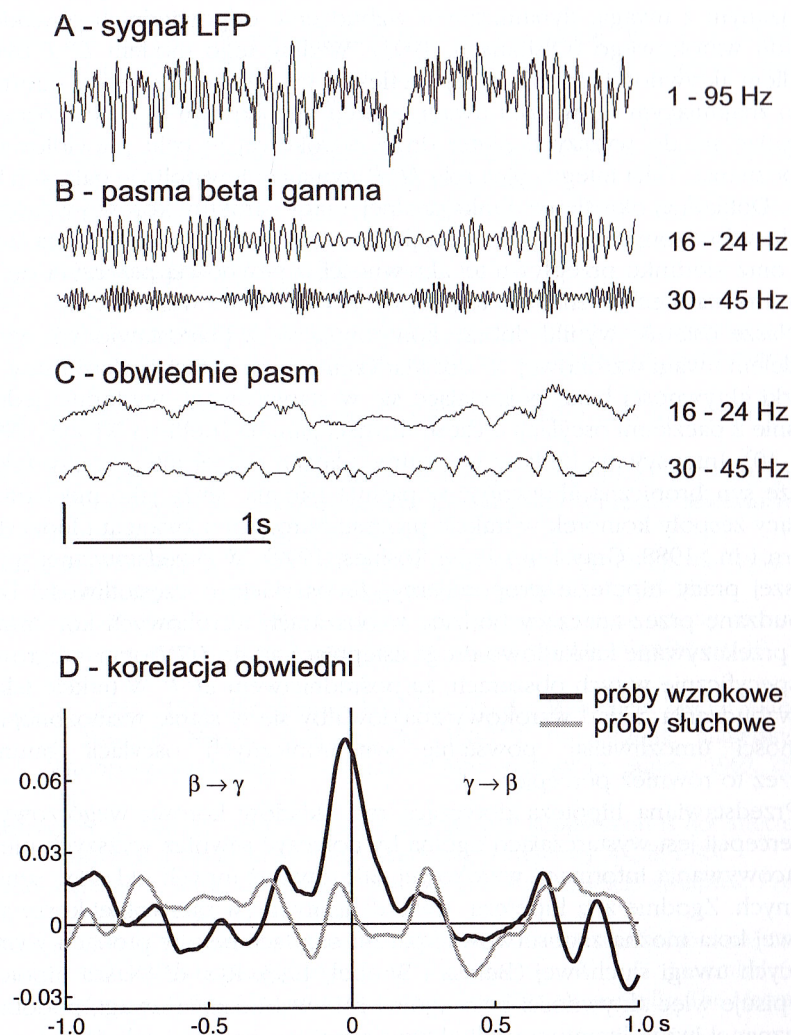 A - sygnał LFP
1 - 95 Hz
B - pasma beta i gamma
16 - 24 Hz
30 - 45 Hz
C - obwiednie pasm
16 - 24 Hz
30 - 45 Hz
1s
D - korelacja obwiedni
próby wzrokowe
próby słuchowe
β → γ
γ → β
0.06
0.03
0
-0.03
-1.0
-0.5
0
0.5
1.0 s